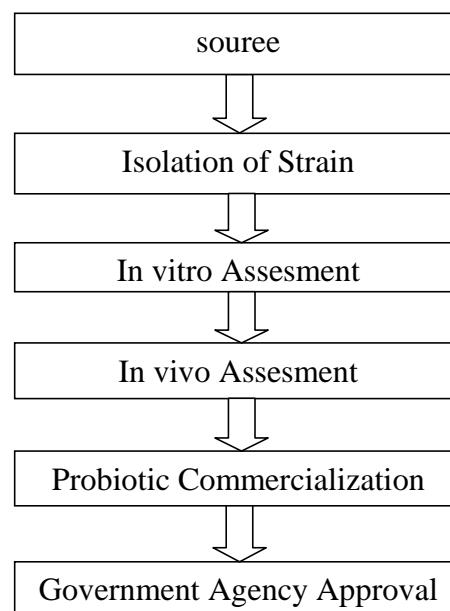 souree
Isolation of Strain
In vitro Assesment
In vivo Assesment
Probiotic Commercialization
Government Agency Approval